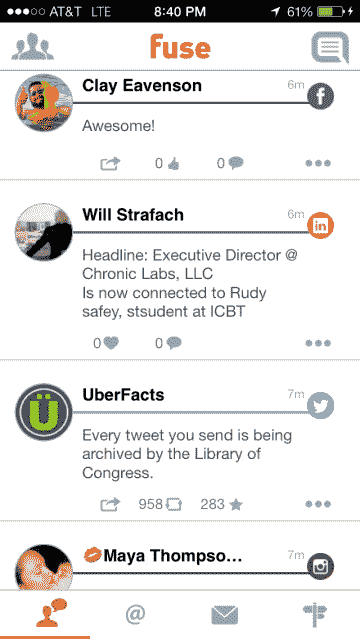 AT&T LTE 8:40 PM 61%
fuse
Clay Eavenson 6m
Awesome!
0 0
Will Strafach 6m
in
Headline: Executive Director @
Chronic Labs, LLC
Is now connected to Rudy
safey, stsudent at ICBT
0 0
Ü
UberFacts 7m
Every tweet you send is being
archived by the Library of
Congress.
958 283
Maya Thompso... 7m
@